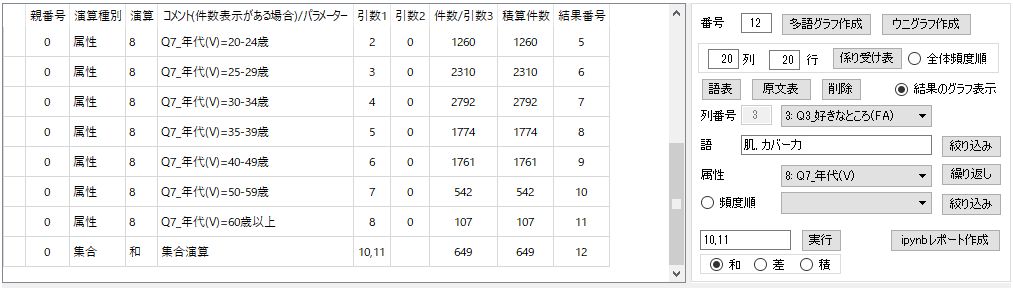 親番号 演算種別 演算 コメント(件数表示がある場合)/パラメーター 引数1 引数2 件数/引数3 積算件数 結果番号
0 属性 8 Q7_年代(V)=20-24歳 2 0 1260 1260 5
0 属性 8 Q7_年代(V)=25-29歳 3 0 2310 2310 6
0 属性 8 Q7_年代(V)=30-34歳 4 0 2792 2792 7
0 属性 8 Q7_年代(V)=35-39歳 5 0 1774 1774 8
0 属性 8 Q7_年代(V)=40-49歳 6 0 1761 1761 9
0 属性 8 Q7_年代(V)=50-59歳 7 0 542 542 10
0 属性 8 Q7_年代(V)=60歳以上 8 0 107 107 11
0 集合 和 集合演算 10,11 649 649 12
番号 12 多語グラフ作成 ウニグラフ作成
20 列 20 行 係り受け表 全体頻度順
語表 原文表 削除 結果のグラフ表示
列番号 3 3: Q3_好きなところ(FA)
語 肌, カバー力 絞り込み
属性 8: Q7_年代(V) 繰り返し
頻度順 絞り込み
10,11 実行 ipynbレポート作成
和 差 積